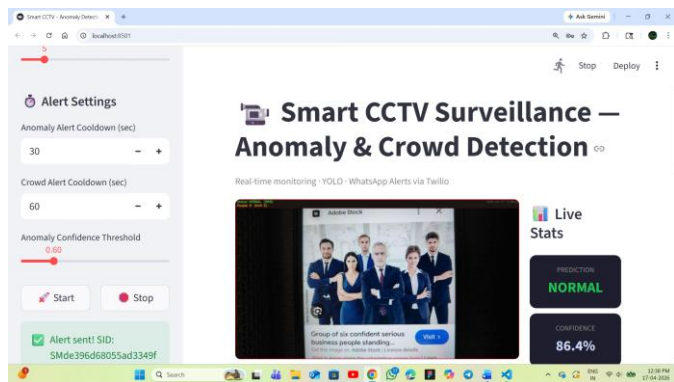 Smart CCTV - Anomaly Detecti
Ask Gemini
localhost:8501
5
Stop
Deploy
Alert Settings
Anomaly Alert Cooldown (sec)
30
Crowd Alert Cooldown (sec)
60
Anomaly Confidence Threshold
0.60
Start
Stop
Alert sent! SID:
SMde396d68055ad3349f
Smart CCTV Surveillance —
Anomaly & Crowd Detection
Real-time monitoring · YOLO · WhatsApp Alerts via Twilio
Adobe Stock
Group of six confident serious
business people standing...
Visit
Live
Stats
PREDICTION
NORMAL
CONFIDENCE
86.4%
Search
ENG
IN
12:38 PM
17-04-2026